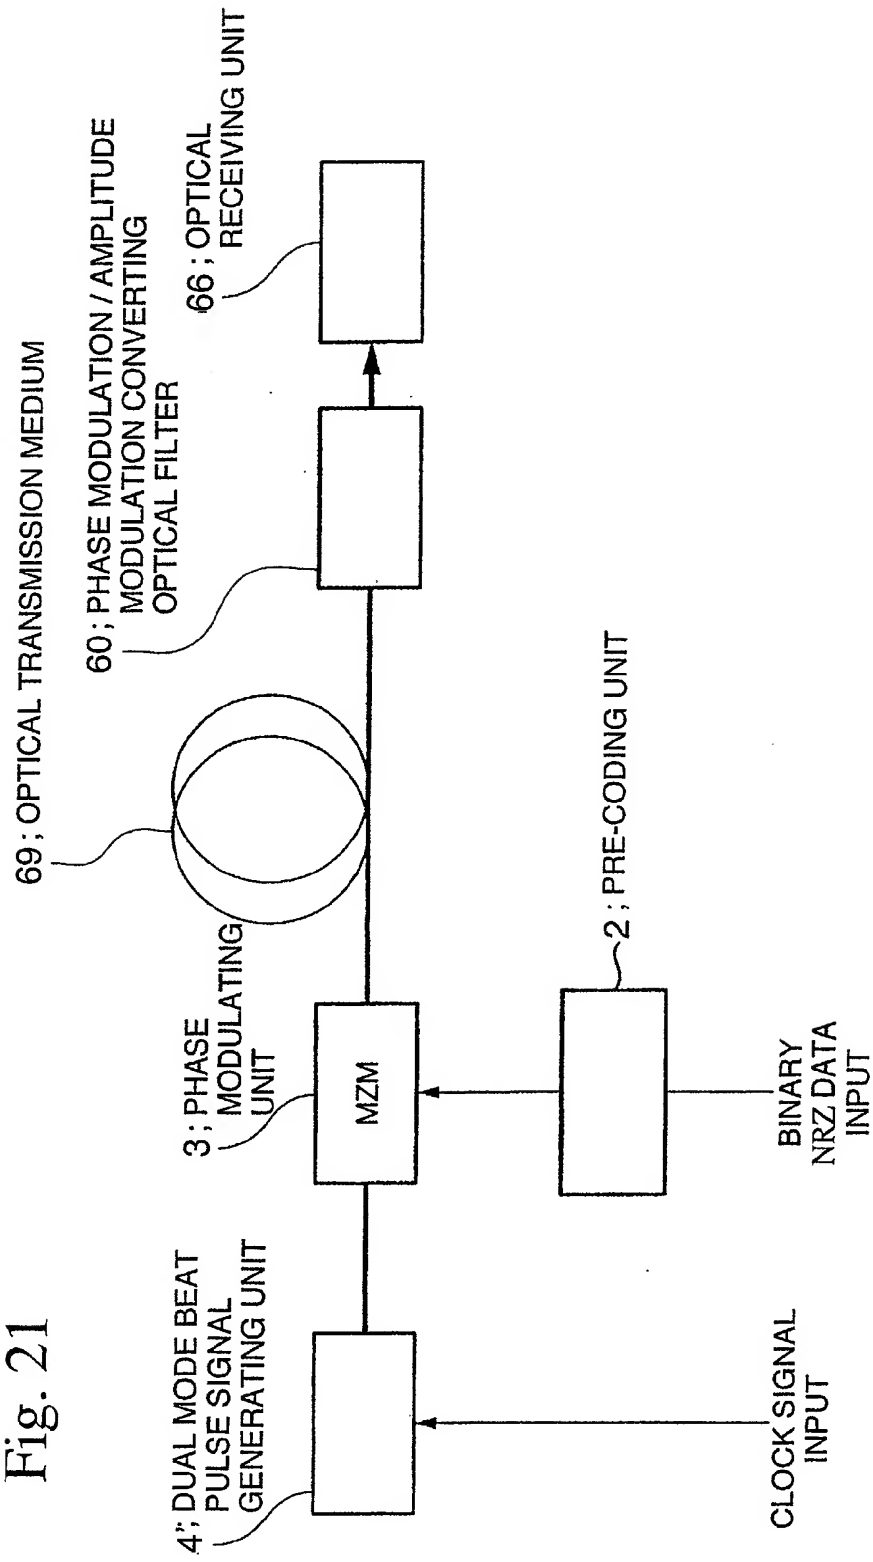 Fig. 21
69 ; OPTICAL TRANSMISSION MEDIUM
60 ; PHASE MODULATION / AMPLITUDE
MODULATION CONVERTING
OPTICAL FILTER
66 ; OPTICAL
RECEIVING UNIT
4"; DUAL MODE BEAT
PULSE SIGNAL
GENERATING UNIT
3 ; PHASE
MODULATING
UNIT
MZM
2 ; PRE-CODING UNIT
CLOCK SIGNAL
INPUT
BINARY
NRZ DATA
INPUT